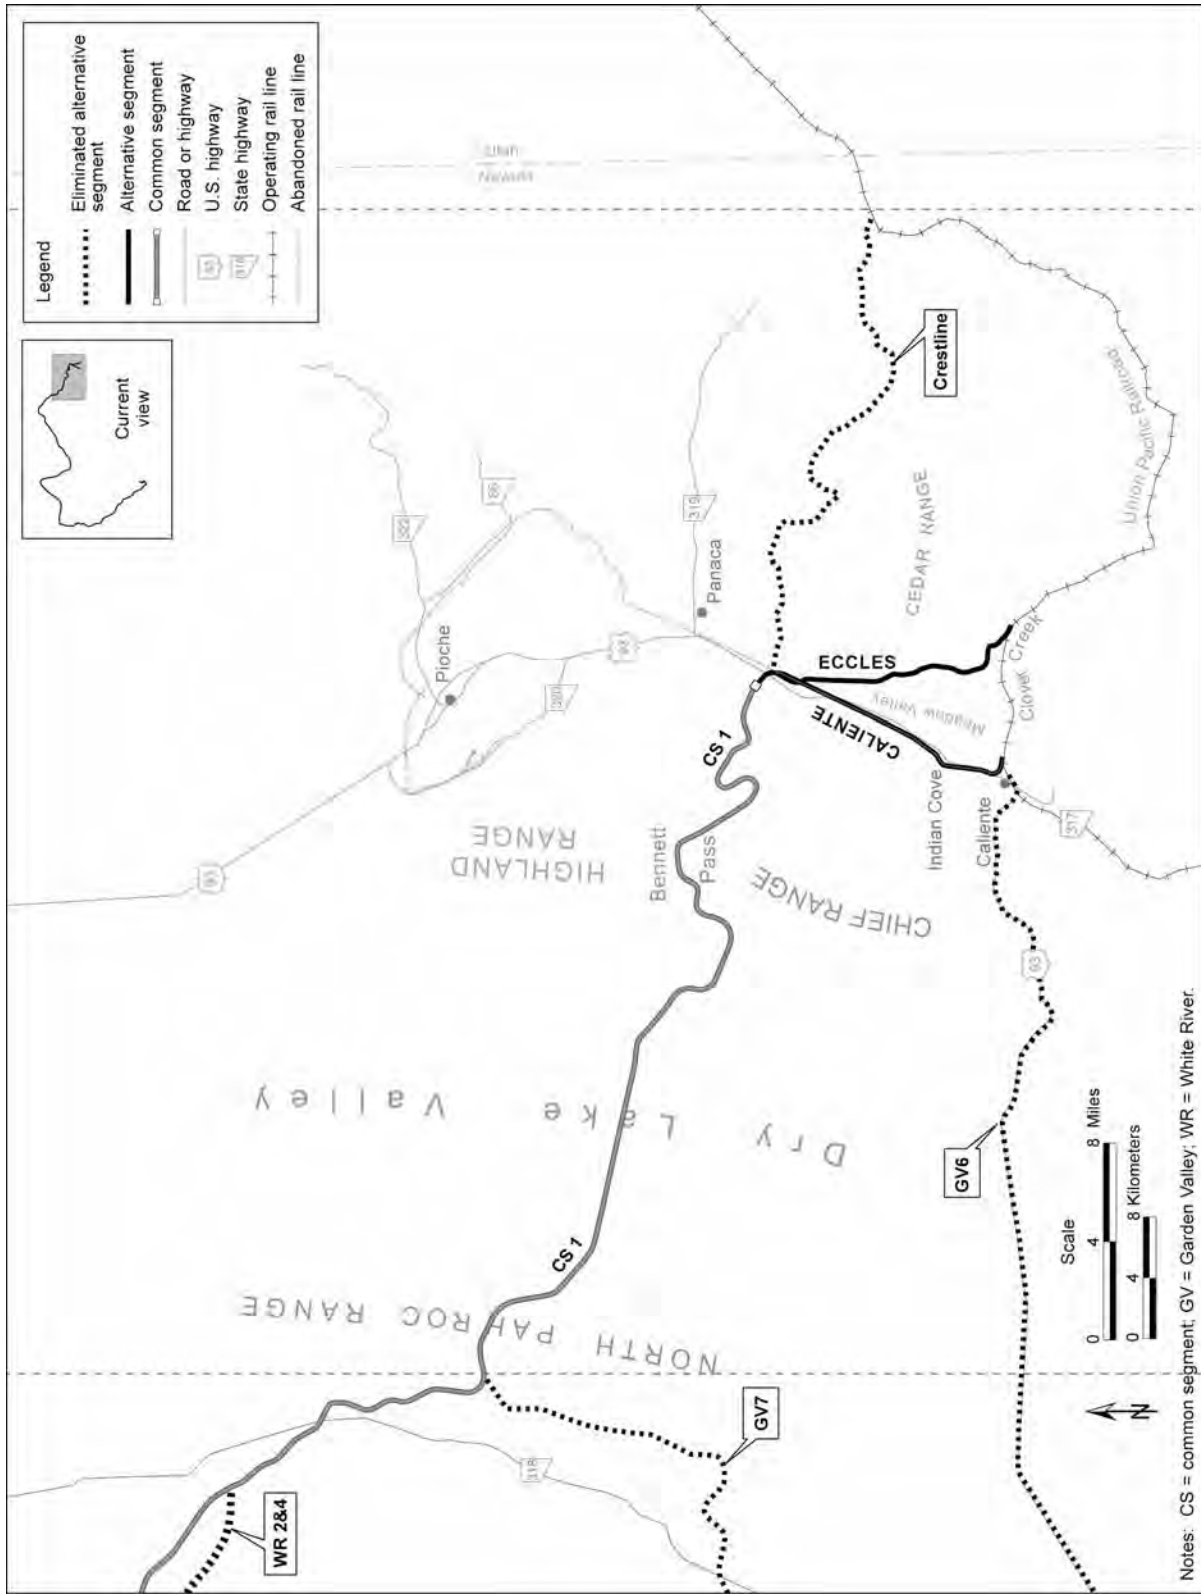 Legend
Eliminated alternative
segment
Alternative segment
Common segment
Road or highway
93
U.S. highway
318
State highway
Operating rail line
Abandoned rail line
Current
view
Utah
Nevada
322
Pioche
320
93
93
319
Panaca
Crestline
CEDAR RANGE
Union Pacific Railroad
ECCLES
CALIENTE
Meadow Valley
Clover Creek
CS 1
Bennett
Pass
HIGHLAND
RANGE
CHIEF RANGE
Indian Cove
Caliente
317
93
Dry Lake Valley
CS 1
NORTH PAHROC RANGE
GV6
GV7
318
WR 2&4
Scale
0 4 8 Miles
0 4 8 Kilometers
N
Notes: CS = common segment; GV = Garden Valley; WR = White River.